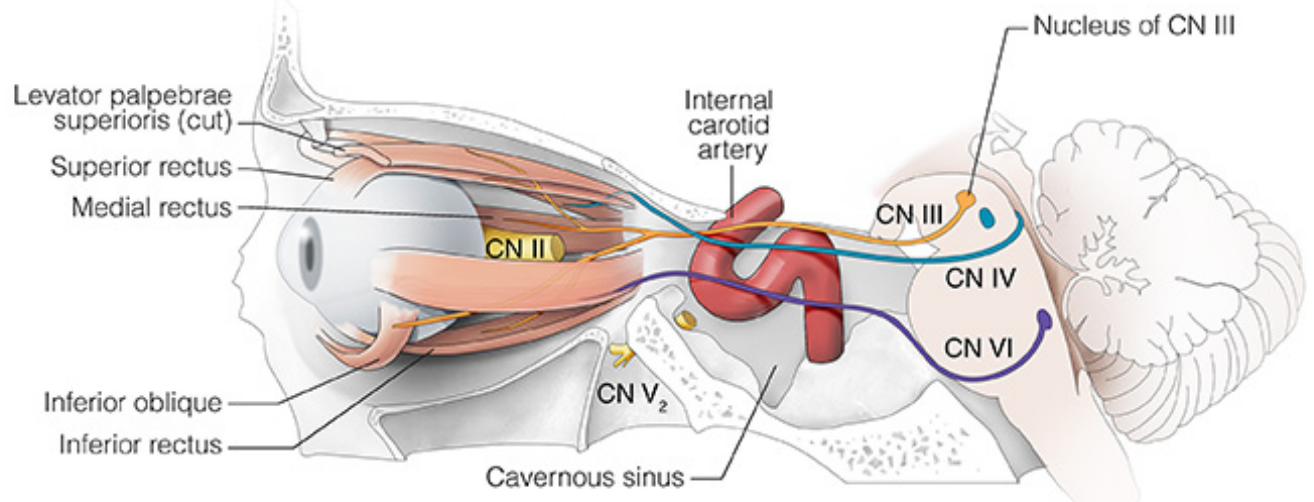 Nucleus of CN III
Levator palpebrae
superioris (cut)
Internal
carotid
artery
Superior rectus
Medial rectus
CN III
CN II
CN IV
CN VI
CN V2
Inferior oblique
Inferior rectus
Cavernous sinus